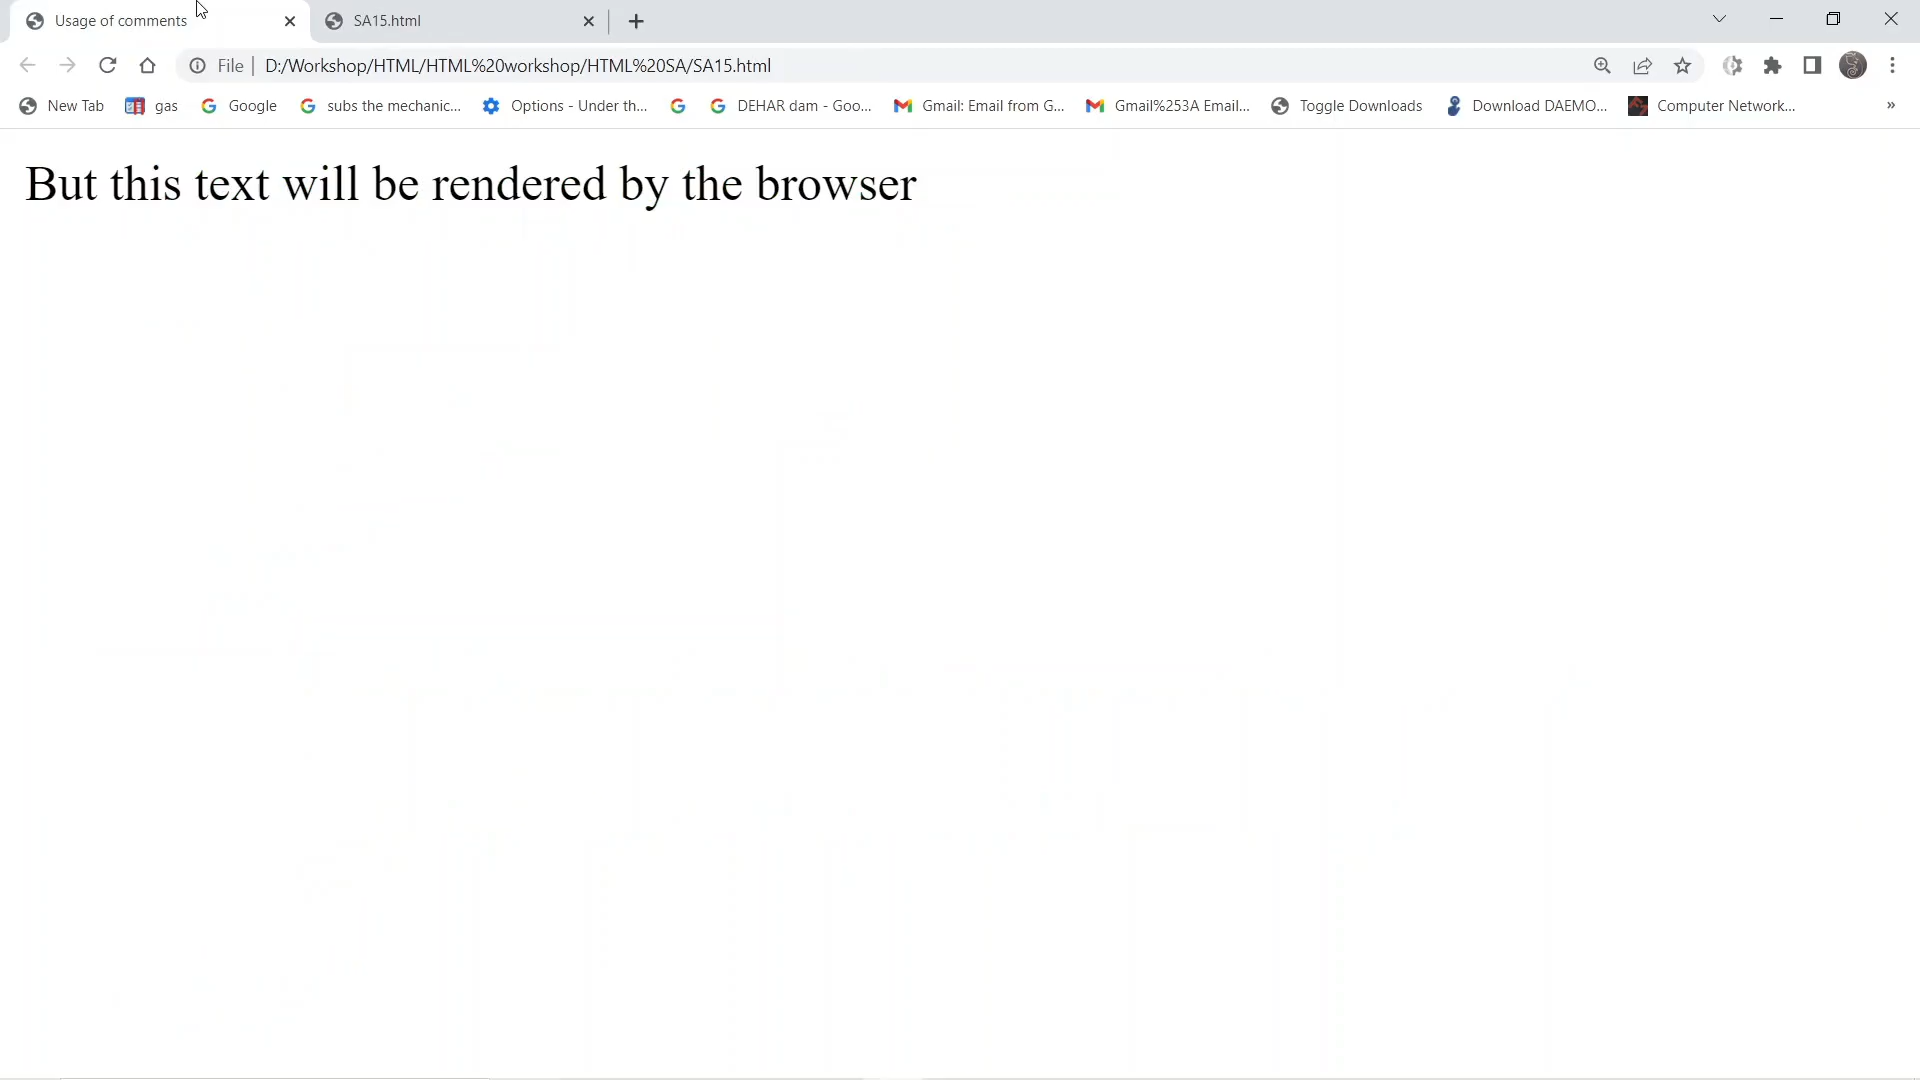 Usage of comments
SA15.html
File
D:/Workshop/HTML/HTML%20workshop/HTML%20SA/SA15.html
New Tab
gas
Google
subs the mechanic...
Options - Under th...
DEHAR dam - Goo...
Gmail: Email from G...
Gmail%253A Email...
Toggle Downloads
Download DAEMO...
Computer Network...
»
But this text will be rendered by the browser